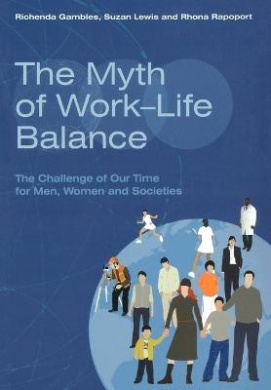 Richenda Gambles, Suzan Lewis and Rhona Rapoport
The Myth
of Work–Life
Balance
The Challenge of Our Time
for Men, Women and Societies